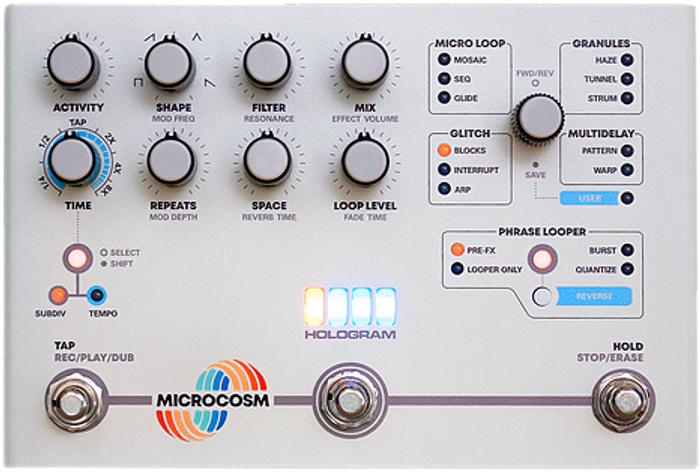 ACTIVITY
SHAPE
MOD FREQ
FILTER
RESONANCE
MIX
EFFECT VOLUME
TAP
1/4
1/2
2X
4X
8X
TIME
REPEATS
MOD DEPTH
SPACE
REVERB TIME
LOOP LEVEL
FADE TIME
SELECT
SHIFT
SUBDIV
TEMPO
MICRO LOOP
MOSAIC
SEQ
GLIDE
FWD/REV
GRANULES
HAZE
TUNNEL
STRUM
GLITCH
BLOCKS
INTERRUPT
ARP
SAVE
MULTIDELAY
PATTERN
WARP
USER
PHRASE LOOPER
PRE-FX
LOOPER ONLY
BURST
QUANTIZE
REVERSE
HOLOGRAM
TAP
REC/PLAY/DUB
MICROCOSM
HOLD
STOP/ERASE